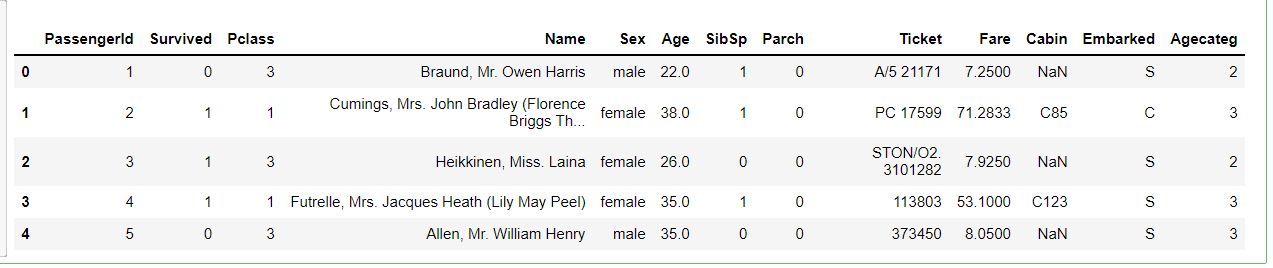 PassengerId Survived Pclass Name Sex Age SibSp Parch Ticket Fare Cabin Embarked Agecateg
0 1 0 3 Braund, Mr. Owen Harris male 22.0 1 0 A/5 21171 7.2500 NaN S 2
1 2 1 1 Cumings, Mrs. John Bradley (Florence
Briggs Th... female 38.0 1 0 PC 17599 71.2833 C85 C 3
2 3 1 3 Heikkinen, Miss. Laina female 26.0 0 0 STON/O2.
3101282 7.9250 NaN S 2
3 4 1 1 Futrelle, Mrs. Jacques Heath (Lily May Peel) female 35.0 1 0 113803 53.1000 C123 S 3
4 5 0 3 Allen, Mr. William Henry male 35.0 0 0 373450 8.0500 NaN S 3